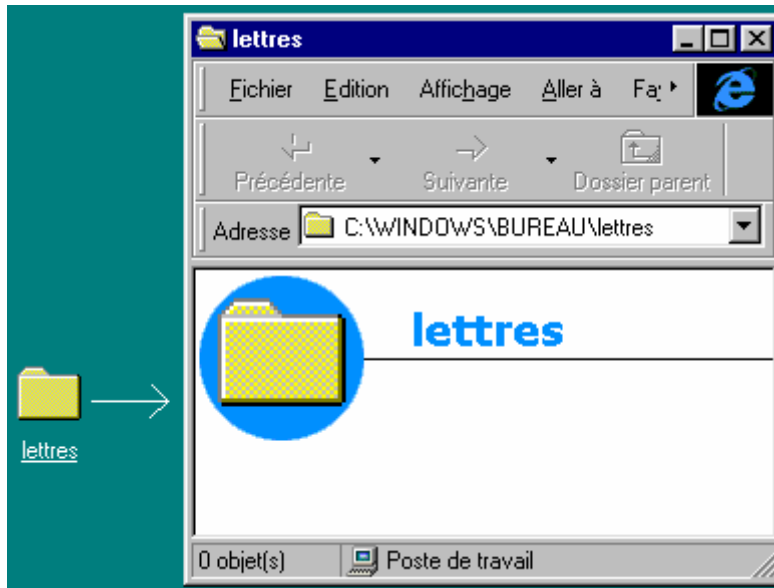 lettres
Fichier Edition Affichage Aller à Fa
Précédente Suivante Dossier parent
Adresse C:\WINDOWS\BUREAU\lettres
lettres
lettres
0 objet(s) Poste de travail